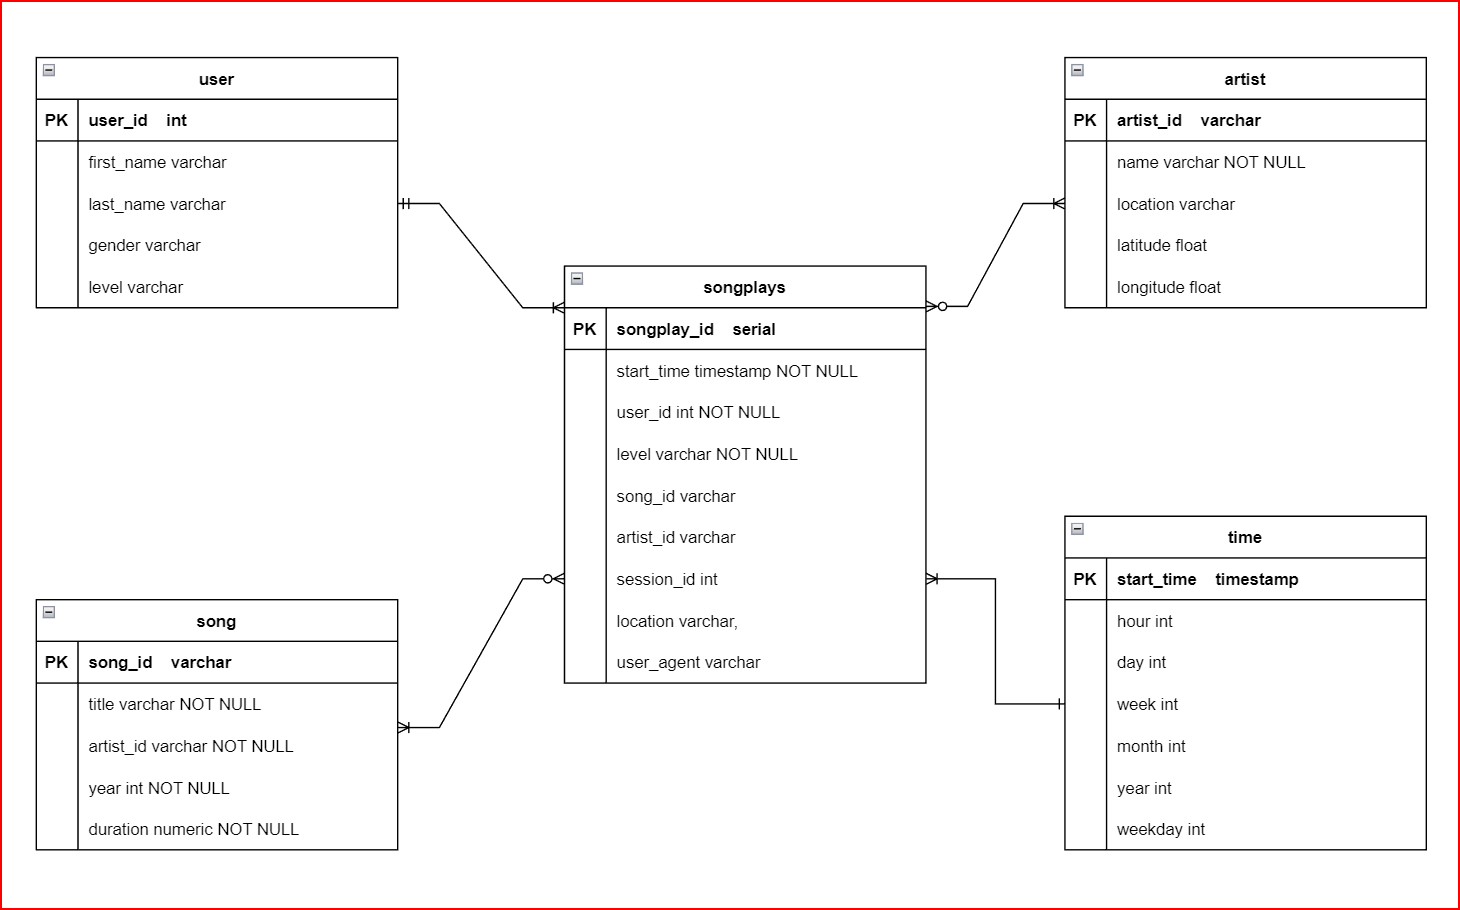 user
PK user_id int
first_name varchar
last_name varchar
gender varchar
level varchar
artist
PK artist_id varchar
name varchar NOT NULL
location varchar
latitude float
longitude float
songplays
PK songplay_id serial
start_time timestamp NOT NULL
user_id int NOT NULL
level varchar NOT NULL
song_id varchar
artist_id varchar
session_id int
location varchar,
user_agent varchar
song
PK song_id varchar
title varchar NOT NULL
artist_id varchar NOT NULL
year int NOT NULL
duration numeric NOT NULL
time
PK start_time timestamp
hour int
day int
week int
month int
year int
weekday int